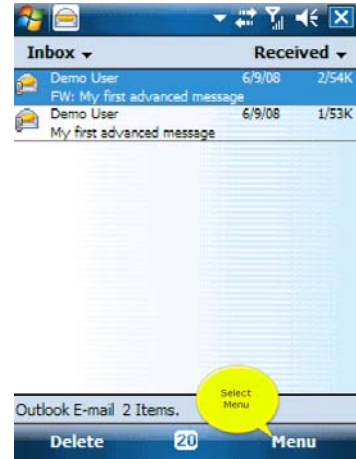 Inbox Received
Demo User 6/9/08 2/54K
FW: My first advanced message
Demo User 6/9/08 1/53K
My first advanced message
Select
Menu
Outlook E-mail 2 Items.
Delete 20 Menu